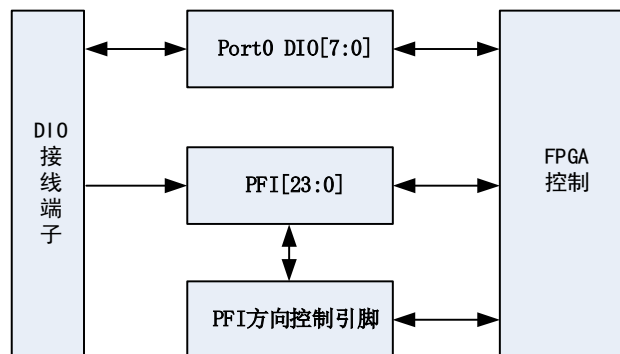 Port0 DIO[7:0]
DIO
接
线
端
子
PFI[23:0]
FPGA
控制
PFI方向控制引脚